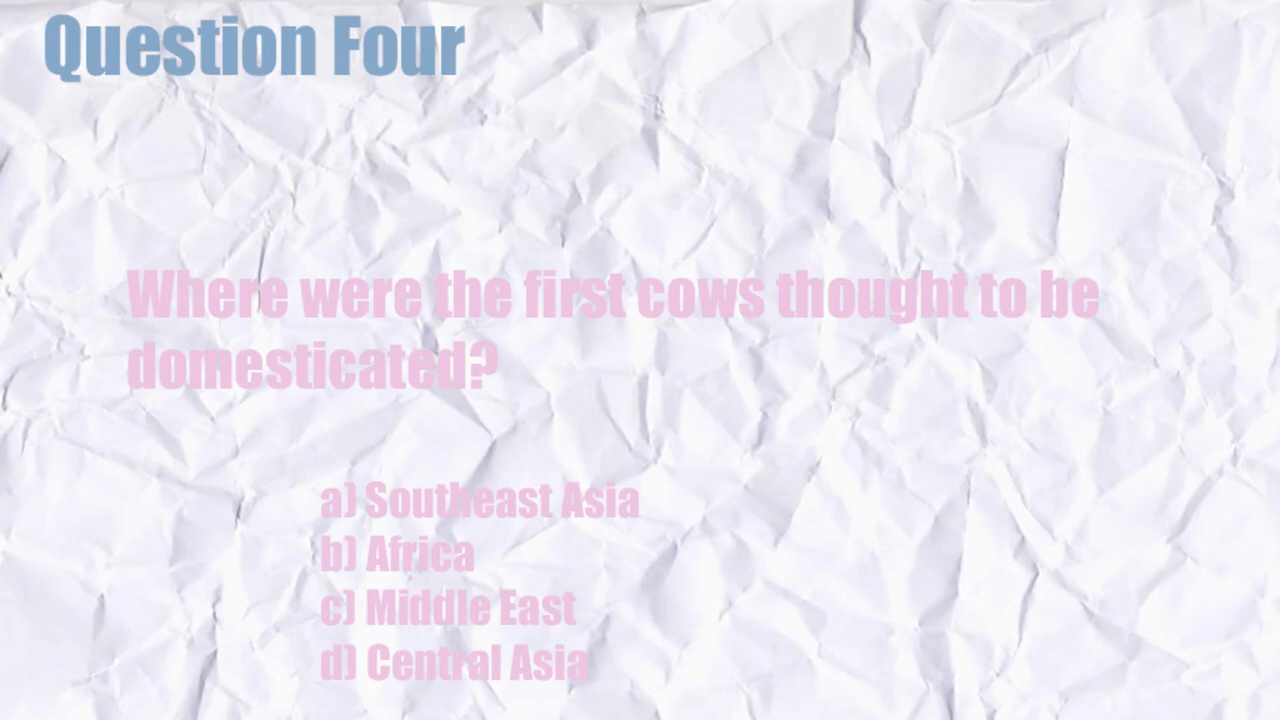 Question Four
Where were the first cows thought to be
domesticated?
a) Southeast Asia
b) Africa
c) Middle East
d) Central Asia